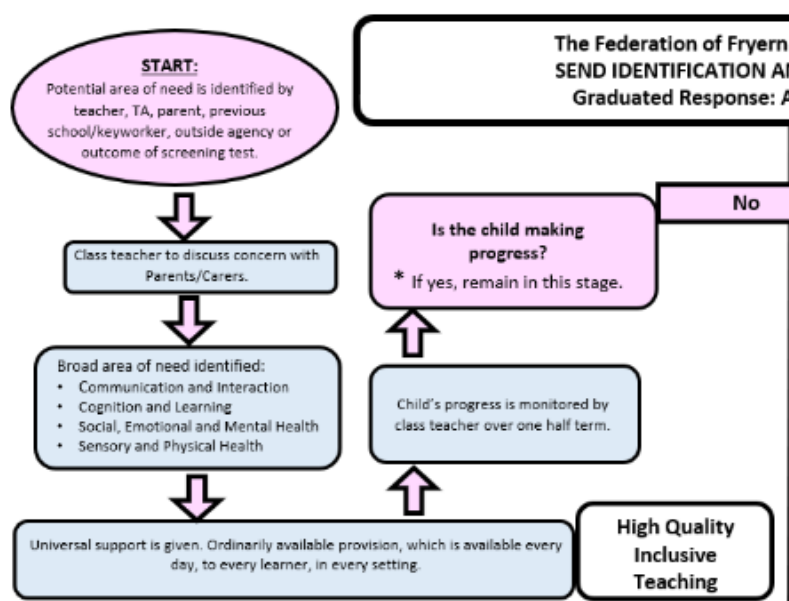 START:
Potential area of need is identified by
teacher, TA, parent, previous
school/keyworker, outside agency or
outcome of screening test.
The Federation of Fryern
SEND IDENTIFICATION
Graduated Response:
Class teacher to discuss concern with
Parents/Carers.
Broad area of need identified:
• Communication and Interaction
• Cognition and Learning
• Social, Emotional and Mental Health
• Sensory and Physical Health
Universal support is given. Ordinarily available provision, which is available every
day, to every learner, in every setting.
High Quality
Inclusive
Teaching
Child's progress is monitored by
class teacher over one half term.
Is the child making
progress?
* If yes, remain in this stage.
No